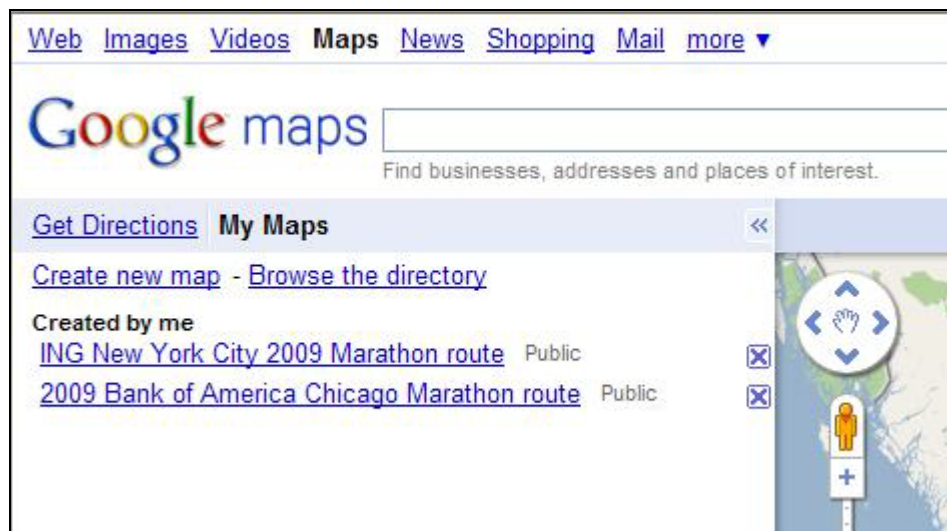 Web Images Videos Maps News Shopping Mail more ▼
Google maps
Find businesses, addresses and places of interest.
Get Directions My Maps «
Create new map - Browse the directory
Created by me
ING New York City 2009 Marathon route Public
2009 Bank of America Chicago Marathon route Public
+